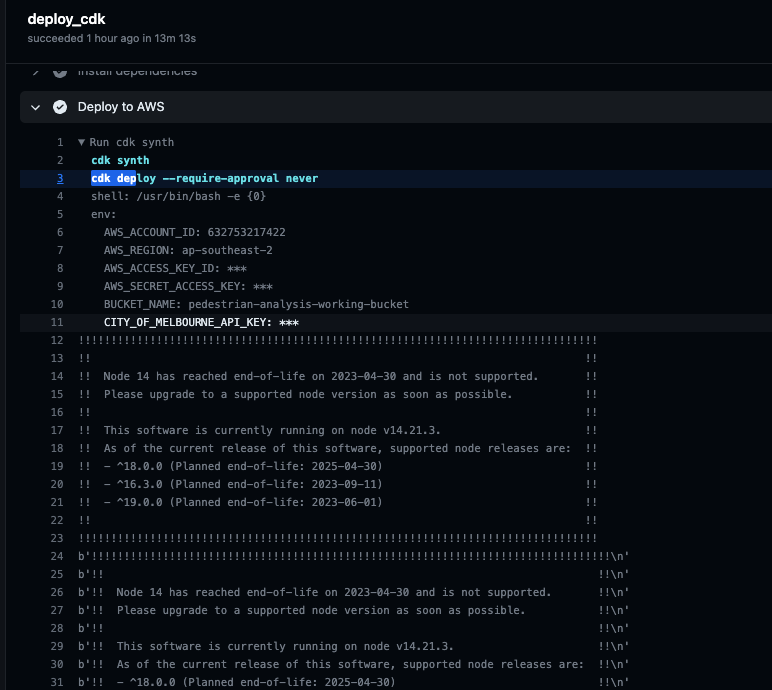 deploy_cdk
succeeded 1 hour ago in 13m 13s
Install dependencies
Deploy to AWS
1 ▼ Run cdk synth
2 cdk synth
3 cdk deploy --require-approval never
4 shell: /usr/bin/bash -e {0}
5 env:
6 AWS_ACCOUNT_ID: 632753217422
7 AWS_REGION: ap-southeast-2
8 AWS_ACCESS_KEY_ID: ***
9 AWS_SECRET_ACCESS_KEY: ***
10 BUCKET_NAME: pedestrian-analysis-working-bucket
11 CITY_OF_MELBOURNE_API_KEY: ***
12 !!!!!!!!!!!!!!!!!!!!!!!!!!!!!!!!!!!!!!!!!!!!!!!!!!!!!!!!!!!!!!!!!!!!!!!!!!!!!!!!
13 !! !!
14 !! Node 14 has reached end-of-life on 2023-04-30 and is not supported. !!
15 !! Please upgrade to a supported node version as soon as possible. !!
16 !! !!
17 !! This software is currently running on node v14.21.3. !!
18 !! As of the current release of this software, supported node releases are: !!
19 !! - ^18.0.0 (Planned end-of-life: 2025-04-30) !!
20 !! - ^16.3.0 (Planned end-of-life: 2023-09-11) !!
21 !! - ^19.0.0 (Planned end-of-life: 2023-06-01) !!
22 !! !!
23 !!!!!!!!!!!!!!!!!!!!!!!!!!!!!!!!!!!!!!!!!!!!!!!!!!!!!!!!!!!!!!!!!!!!!!!!!!!!!!!!
24 b'!!!!!!!!!!!!!!!!!!!!!!!!!!!!!!!!!!!!!!!!!!!!!!!!!!!!!!!!!!!!!!!!!!!!!!!!!!!!!!!!\n'
25 b'!! !!\n'
26 b'!! Node 14 has reached end-of-life on 2023-04-30 and is not supported. !!\n'
27 b'!! Please upgrade to a supported node version as soon as possible. !!\n'
28 b'!! !!\n'
29 b'!! This software is currently running on node v14.21.3. !!\n'
30 b'!! As of the current release of this software, supported node releases are: !!\n'
31 b'!! - ^18.0.0 (Planned end-of-life: 2025-04-30) !!\n'